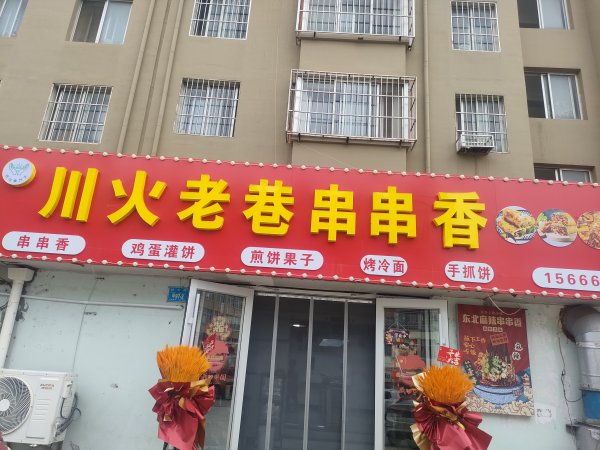 川火老巷串串香
串串香
鸡蛋灌饼
煎饼果子
烤冷面
手抓饼
15666
东北麻辣串串香